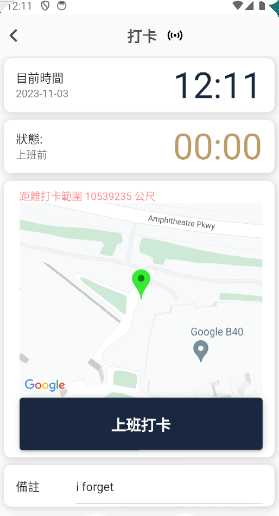 12:11
打卡
目前時間
2023-11-03
12:11
狀態:
上班前
00:00
距離打卡範圍 10539235 公尺
Amphitheatre Pkwy
Google B40
Google
上班打卡
備註
i forget